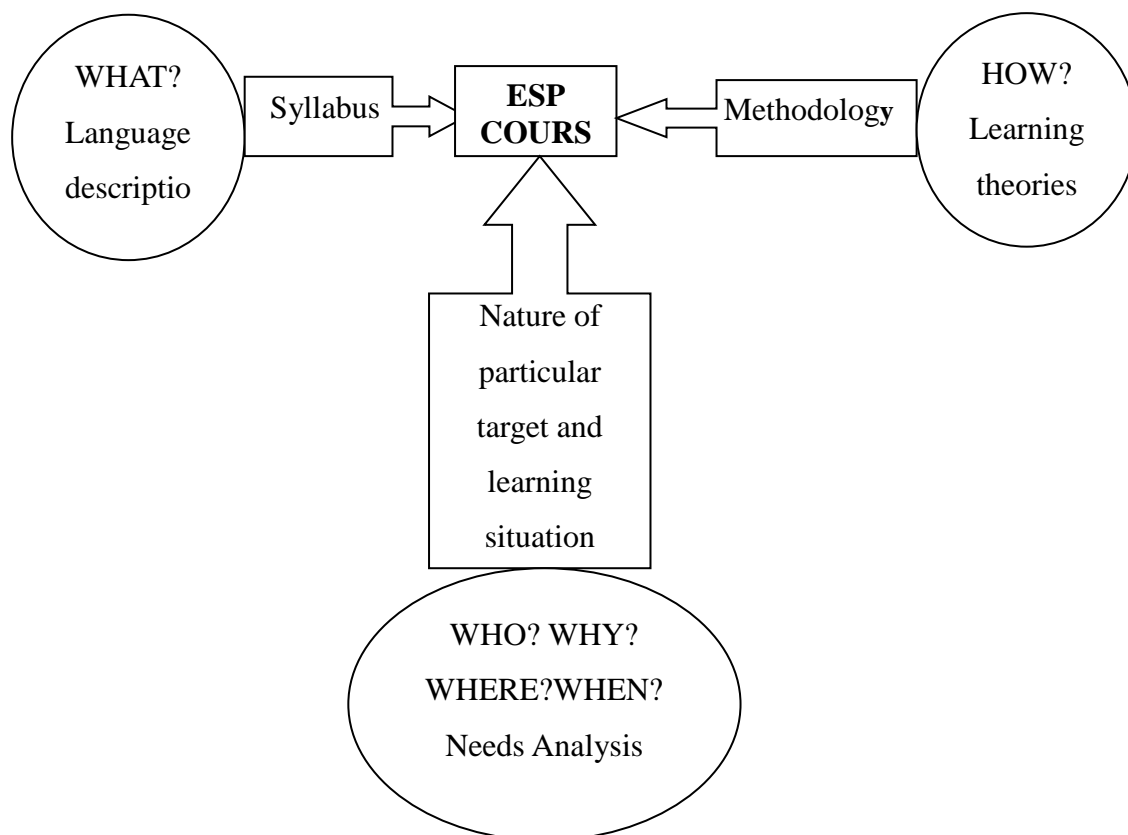 WHAT?
Language
descriptio
Syllabus
ESP
COURS
Methodology
HOW?
Learning
theories
Nature of
particular
target and
learning
situation
WHO? WHY?
WHERE?WHEN?
Needs Analysis